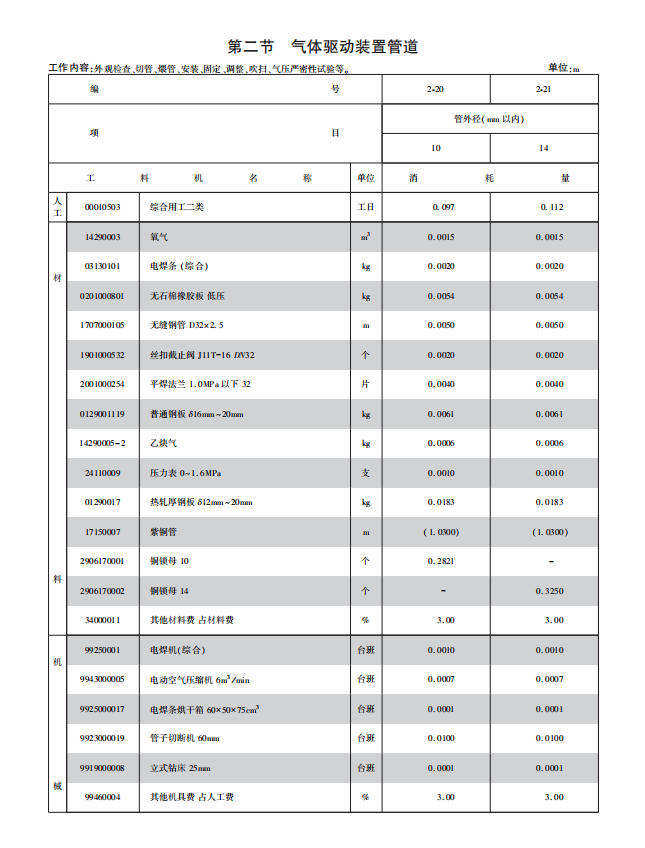 第二节 气体驱动装置管道
工作内容:外观检查、切管、煨管、安装、固定、调整、吹扫、气压严密性试验等。 单位:m
编 号 2-20 2-21
项 目 管外径(mm以内)
10 14
工 料 机 名 称 单位 消 耗 量
人工 00010503 综合用工二类 工日 0.097 0.112
材料
14290003 氧气 m³ 0.0015 0.0015
03130101 电焊条(综合) kg 0.0020 0.0020
0201000801 无石棉橡胶板 低压 kg 0.0054 0.0054
1707000105 无缝钢管 D32×2.5 m 0.0050 0.0050
1901000532 丝扣截止阀 J11T-16 DN32 个 0.0020 0.0020
2001000254 平焊法兰 1.0MPa以下 32 片 0.0040 0.0040
0129001119 普通钢板 δ16mm~20mm kg 0.0061 0.0061
14290005-2 乙炔气 kg 0.0006 0.0006
24110009 压力表 0~1.6MPa 支 0.0010 0.0010
01290017 热轧厚钢板 δ12mm~20mm kg 0.0183 0.0183
17150007 紫铜管 m (1.0300) (1.0300)
2906170001 铜锁母 10 个 0.2821 -
2906170002 铜锁母 14 个 - 0.3250
34000011 其他材料费 占材料费 % 3.00 3.00
机械
99250001 电焊机(综合) 台班 0.0010 0.0010
9943000005 电动空气压缩机 6m³/min 台班 0.0007 0.0007
9925000017 电焊条烘干箱 60×50×75cm³ 台班 0.0001 0.0001
9923000019 管子切断机 60mm 台班 0.0100 0.0100
9919000008 立式钻床 25mm 台班 0.0001 0.0001
99460004 其他机具费 占人工费 % 3.00 3.00